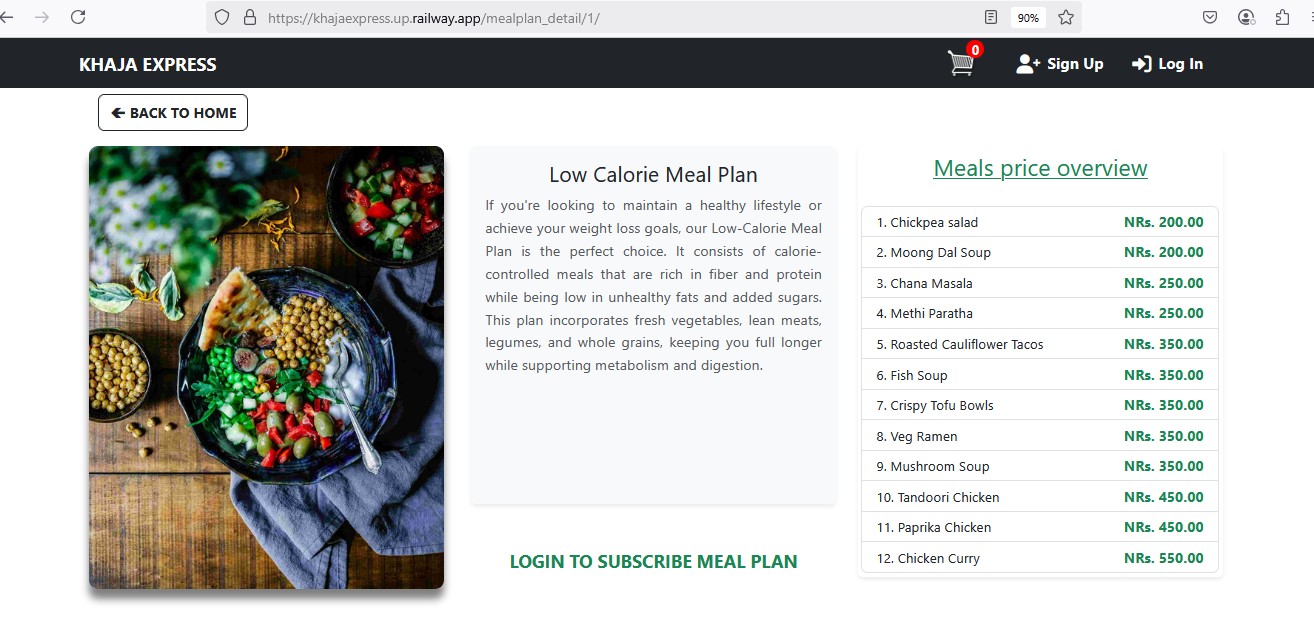 https://khajaexpress.up.railway.app/mealplan_detail/1/
90%
KHAJA EXPRESS
0
Sign Up
Log In
BACK TO HOME
Low Calorie Meal Plan
If you're looking to maintain a healthy lifestyle or
achieve your weight loss goals, our Low-Calorie Meal
Plan is the perfect choice. It consists of calorie-
controlled meals that are rich in fiber and protein
while being low in unhealthy fats and added sugars.
This plan incorporates fresh vegetables, lean meats,
legumes, and whole grains, keeping you full longer
while supporting metabolism and digestion.
LOGIN TO SUBSCRIBE MEAL PLAN
Meals price overview
1. Chickpea salad NRs. 200.00
2. Moong Dal Soup NRs. 200.00
3. Chana Masala NRs. 250.00
4. Methi Paratha NRs. 250.00
5. Roasted Cauliflower Tacos NRs. 350.00
6. Fish Soup NRs. 350.00
7. Crispy Tofu Bowls NRs. 350.00
8. Veg Ramen NRs. 350.00
9. Mushroom Soup NRs. 350.00
10. Tandoori Chicken NRs. 450.00
11. Paprika Chicken NRs. 450.00
12. Chicken Curry NRs. 550.00